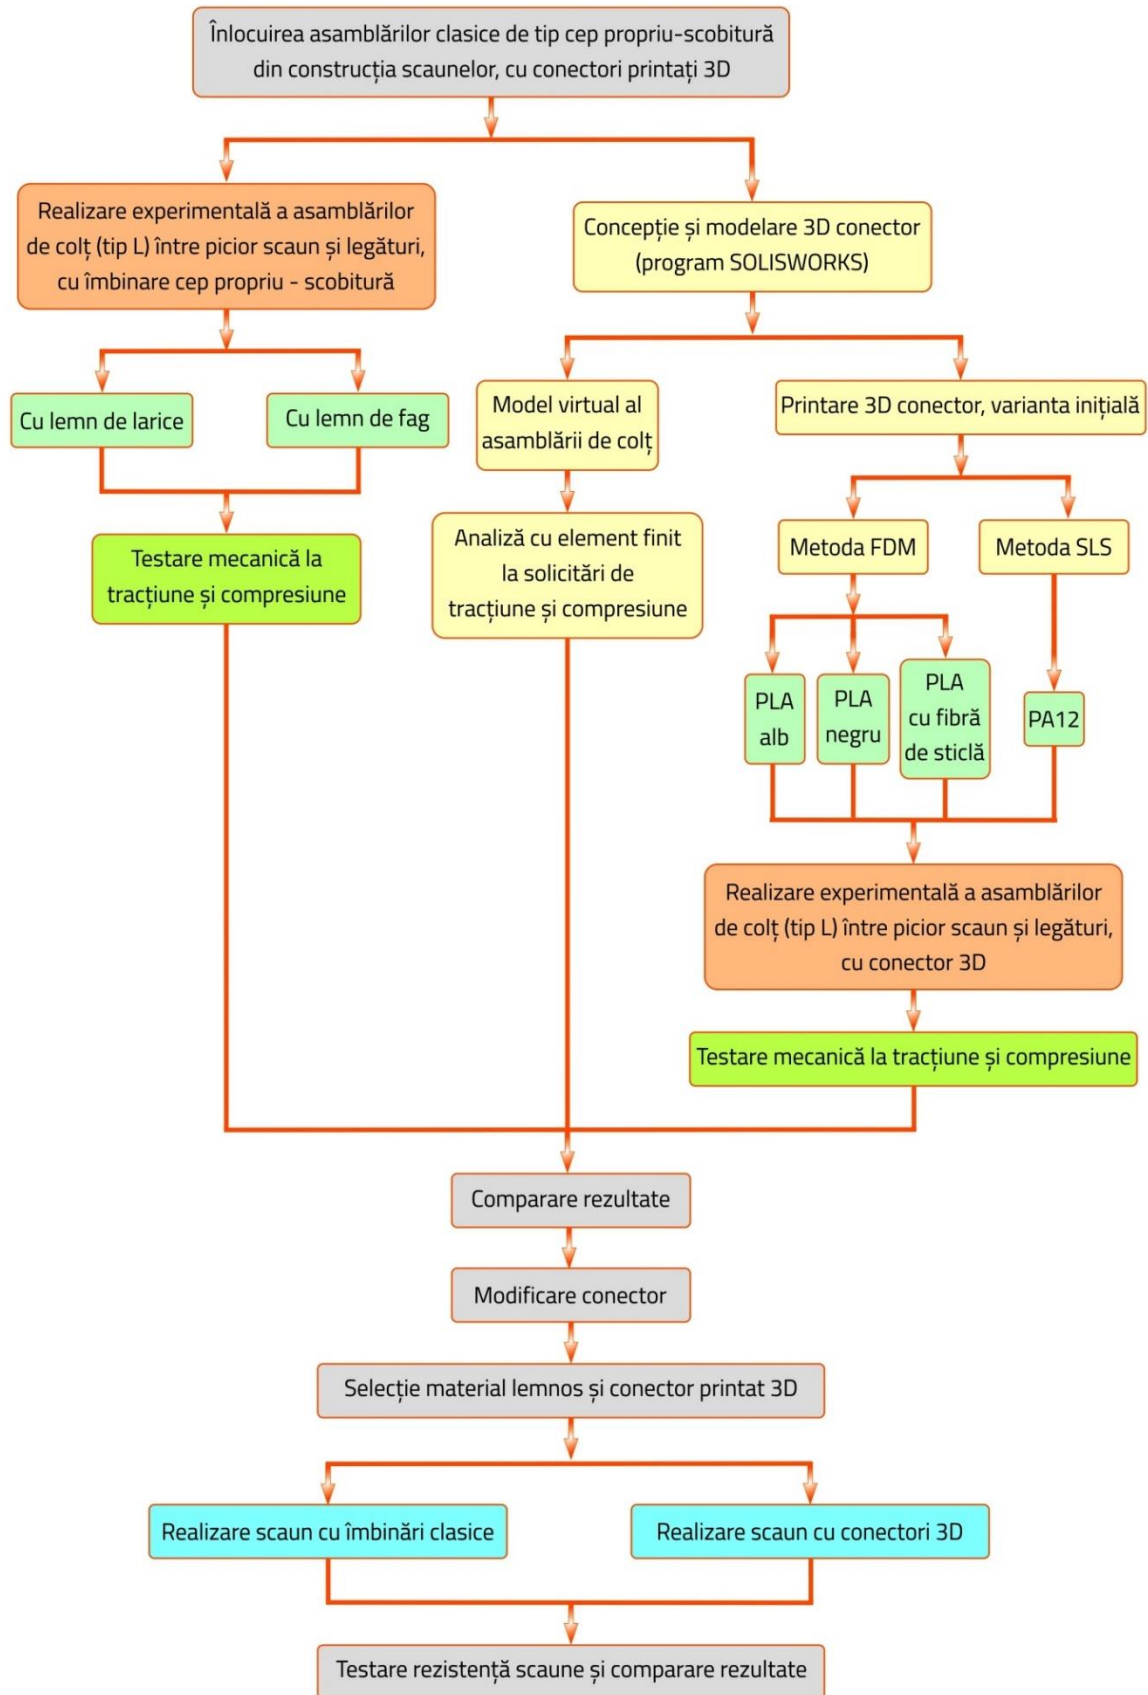 Înlocuirea asamblărilor clasice de tip cep propriu-scobitură
din construcția scaunelor, cu conectori printați 3D
Realizare experimentală a asamblărilor
de colț (tip L) între picior scaun și legături,
cu îmbinare cep propriu - scobitură
Concepție și modelare 3D conector
(program SOLISWORKS)
Cu lemn de larice
Cu lemn de fag
Model virtual al
asamblării de colț
Printare 3D conector, varianta inițială
Testare mecanică la
tracțiune și compresiune
Analiză cu element finit
la solicitări de
tracțiune și compresiune
Metoda FDM
Metoda SLS
PLA
alb
PLA
negru
PLA
cu fibră
de sticlă
PA12
Realizare experimentală a asamblărilor
de colț (tip L) între picior scaun și legături,
cu conector 3D
Testare mecanică la tracțiune și compresiune
Comparare rezultate
Modificare conector
Selecție material lemnos și conector printat 3D
Realizare scaun cu îmbinări clasice
Realizare scaun cu conectori 3D
Testare rezistență scaune și comparare rezultate